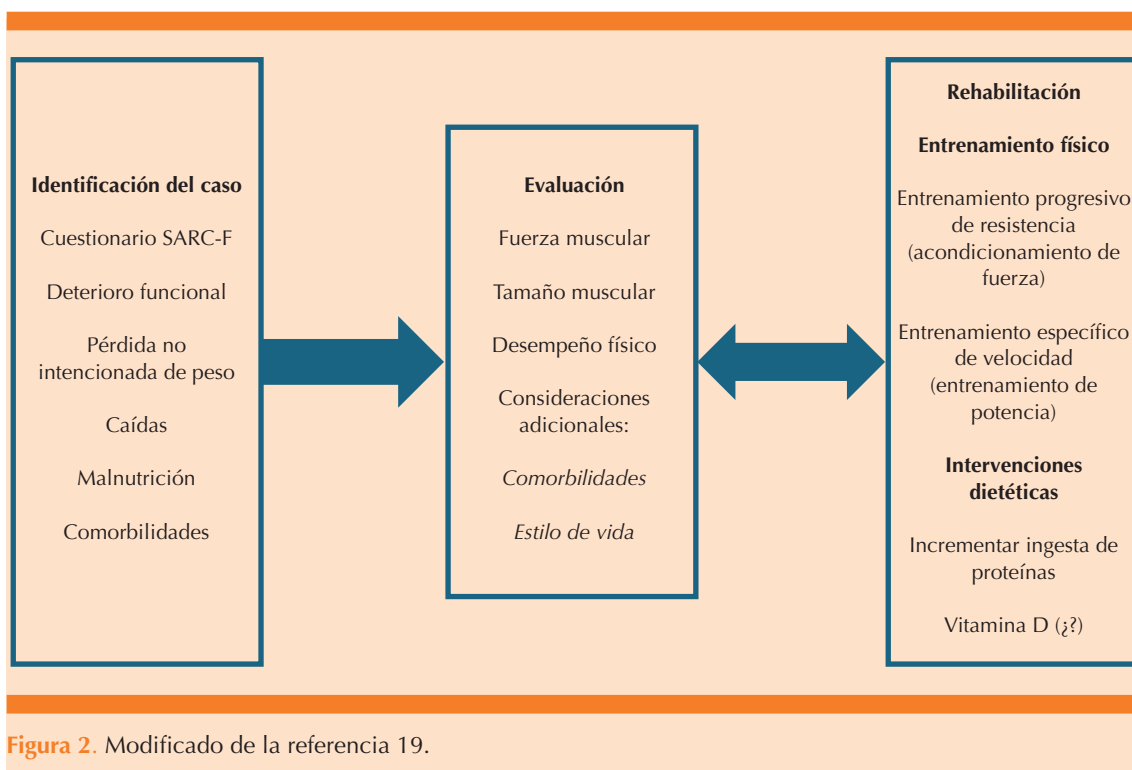 Identificación del caso
Cuestionario SARC-F
Deterioro funcional
Pérdida no
intencionada de peso
Caídas
Malnutrición
Comorbilidades
Evaluación
Fuerza muscular
Tamaño muscular
Desempeño físico
Consideraciones
adicionales:
Comorbilidades
Estilo de vida
Rehabilitación
Entrenamiento físico
Entrenamiento progresivo
de resistencia
(acondicionamiento de
fuerza)
Entrenamiento específico
de velocidad
(entrenamiento de
potencia)
Intervenciones
dietéticas
Incrementar ingesta de
proteínas
Vitamina D (¿?)
Figura 2. Modificado de la referencia 19.